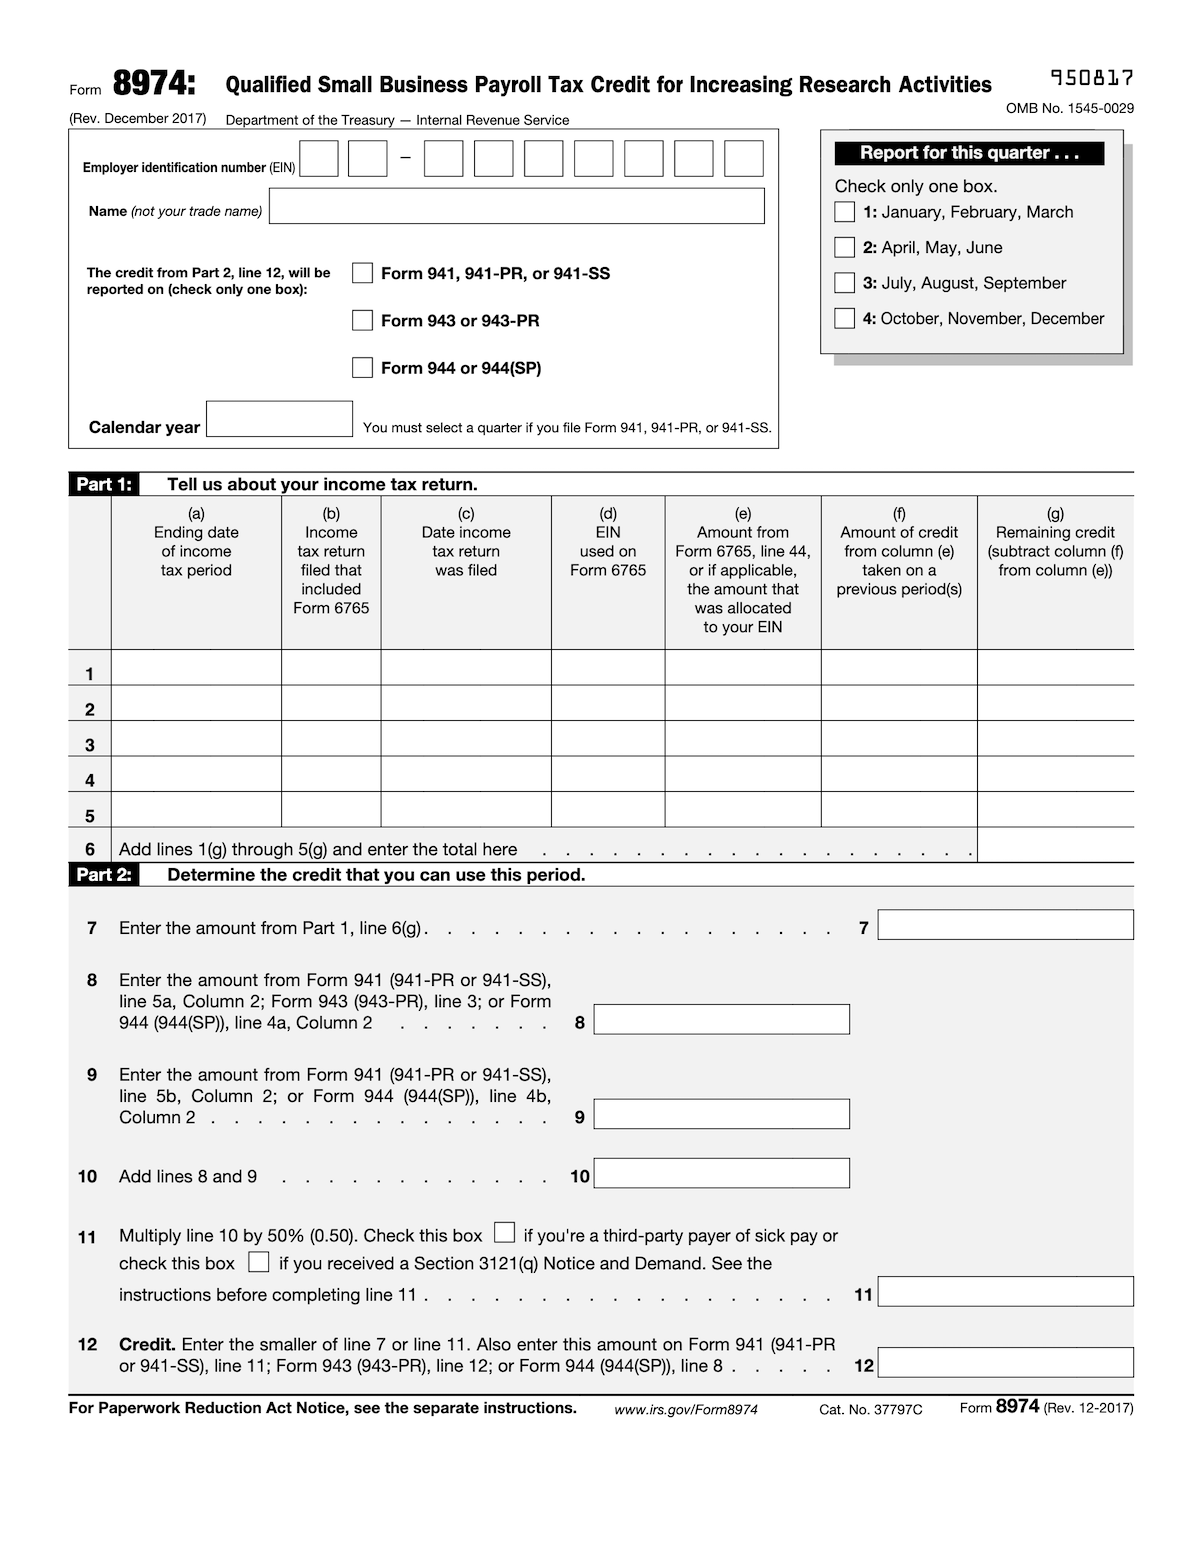 Form 8974: Qualified Small Business Payroll Tax Credit for Increasing Research Activities 950817
OMB No. 1545-0029
(Rev. December 2017) Department of the Treasury — Internal Revenue Service
Employer identification number (EIN) –
Name (not your trade name)
The credit from Part 2, line 12, will be
reported on (check only one box):
Form 941, 941-PR, or 941-SS
Form 943 or 943-PR
Form 944 or 944(SP)
Calendar year
You must select a quarter if you file Form 941, 941-PR, or 941-SS.
Report for this quarter . . .
Check only one box.
1: January, February, March
2: April, May, June
3: July, August, September
4: October, November, December
Part 1: Tell us about your income tax return.
(a)
Ending date
of income
tax period
(b)
Income
tax return
filed that
included
Form 6765
(c)
Date income
tax return
was filed
(d)
EIN
used on
Form 6765
(e)
Amount from
Form 6765, line 44,
or if applicable,
the amount that
was allocated
to your EIN
(f)
Amount of credit
from column (e)
taken on a
previous period(s)
(g)
Remaining credit
(subtract column (f)
from column (e))
1
2
3
4
5
6 Add lines 1(g) through 5(g) and enter the total here . . . . . . . . . . . . . . . . . . .
Part 2: Determine the credit that you can use this period.
7 Enter the amount from Part 1, line 6(g) . . . . . . . . . . . . . . . . . . 7
8 Enter the amount from Form 941 (941-PR or 941-SS),
line 5a, Column 2; Form 943 (943-PR), line 3; or Form
944 (944(SP)), line 4a, Column 2 . . . . . . . 8
9 Enter the amount from Form 941 (941-PR or 941-SS),
line 5b, Column 2; or Form 944 (944(SP)), line 4b,
Column 2 . . . . . . . . . . . . . . . 9
10 Add lines 8 and 9 . . . . . . . . . . . . 10
11 Multiply line 10 by 50% (0.50). Check this box if you're a third-party payer of sick pay or
check this box if you received a Section 3121(q) Notice and Demand. See the
instructions before completing line 11 . . . . . . . . . . . . . . . . . . 11
12 Credit. Enter the smaller of line 7 or line 11. Also enter this amount on Form 941 (941-PR
or 941-SS), line 11; Form 943 (943-PR), line 12; or Form 944 (944(SP)), line 8 . . . . . 12
For Paperwork Reduction Act Notice, see the separate instructions. www.irs.gov/Form8974 Cat. No. 37797C Form 8974 (Rev. 12-2017)